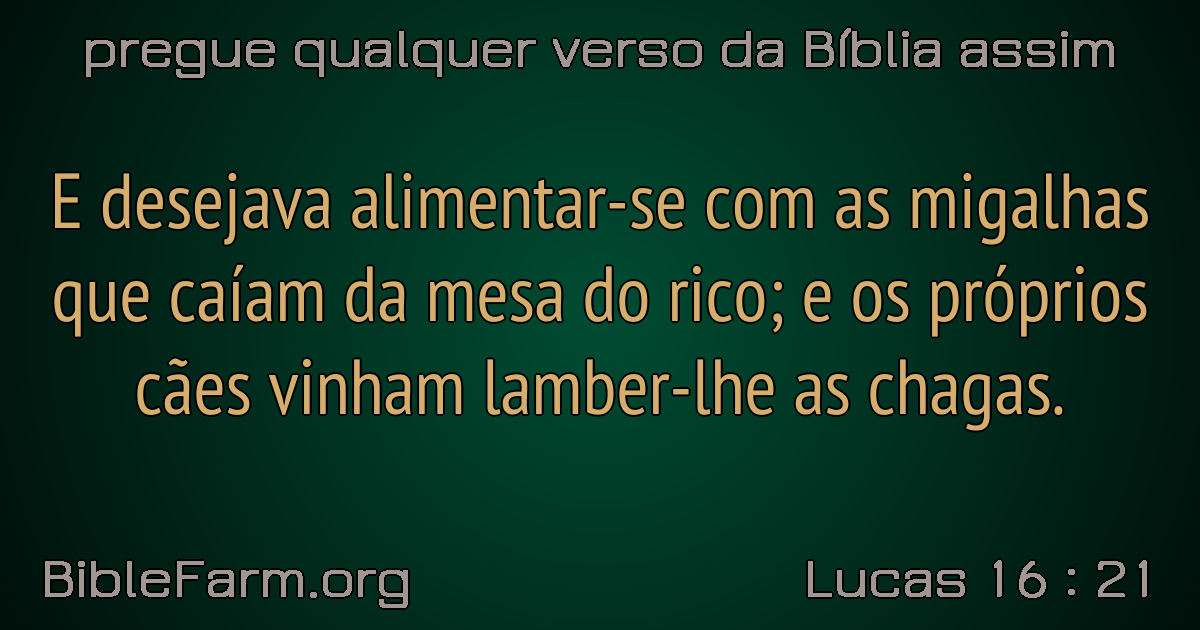 pregue qualquer verso da Bíblia assim
E desejava alimentar-se com as migalhas
que caíam da mesa do rico; e os próprios
cães vinham lamber-lhe as chagas.
BibleFarm.org
Lucas 16 : 21